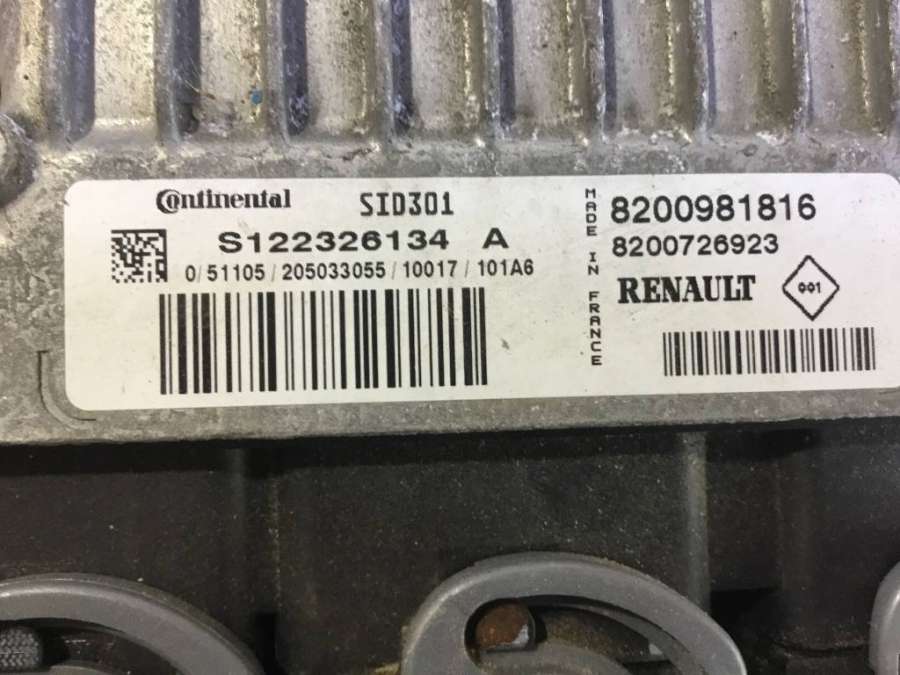 Continental SID301
S122326134 A
0/51105/205033055/10017/101A6
MADE IN FRANCE
8200981816
8200726923
RENAULT 001